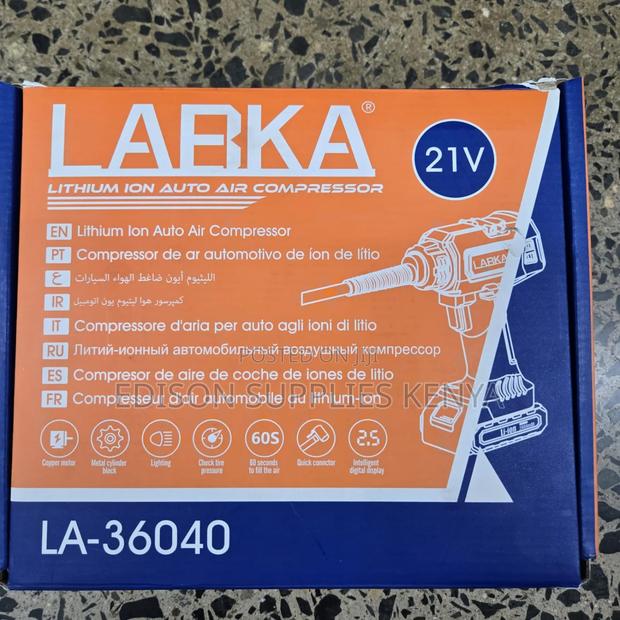 LABKA®
21V
LITHIUM ION AUTO AIR COMPRESSOR
EN Lithium Ion Auto Air Compressor
PT Compressor de ar automotivo de íon de lítio
ع الليثيوم أيون ضاغط الهواء السيارات
IR کمپرسور هوا لیتیوم یون اتومبیل
IT Compressore d'aria per auto agli ioni di litio
RU Литий-ионный автомобильный воздушный компрессор
ES Compresor de aire de coche de iones de litio
FR Compresseur d'air automobile au lithium-ion
LABKA
LI-ION
POSTED ON JIJI
EDISON SUPPLIES KENYA
60S
2.5
Copper motor
Metal cylinder block
Lighting
Check tire pressure
60 seconds to fill the air
Quick connctor
Intelligent digital display
LA-36040